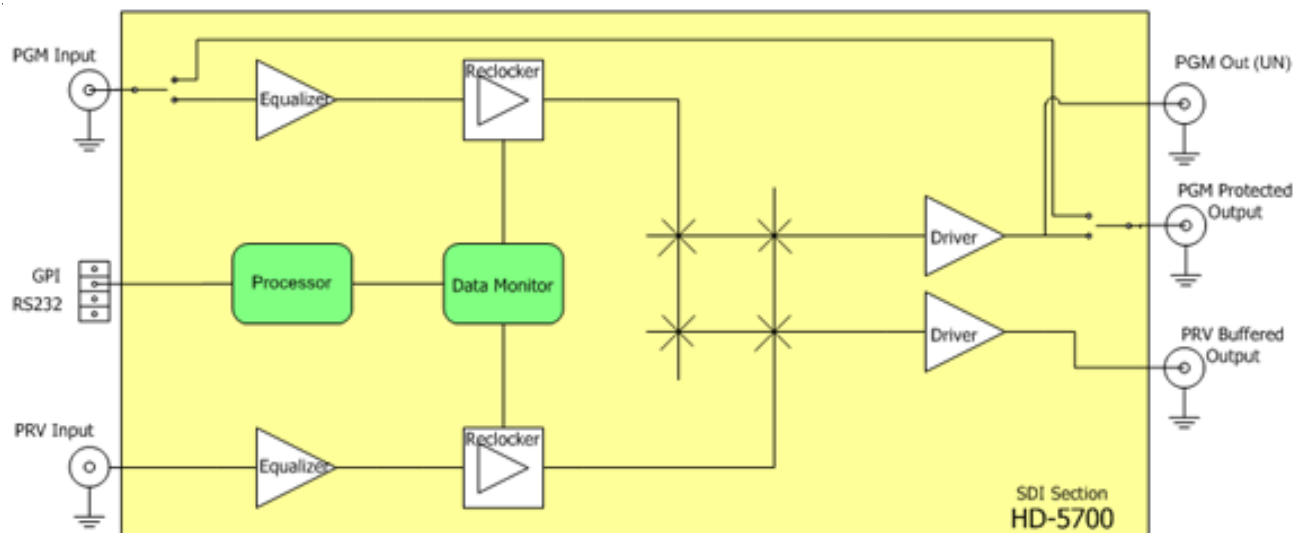 PGM Input
Equalizer
Reclocker
PGM Out (UN)
PGM Protected
Output
Driver
GPI
RS232
Processor
Data Monitor
Driver
PRV Buffered
Output
PRV Input
Equalizer
Reclocker
SDI Section
HD-5700